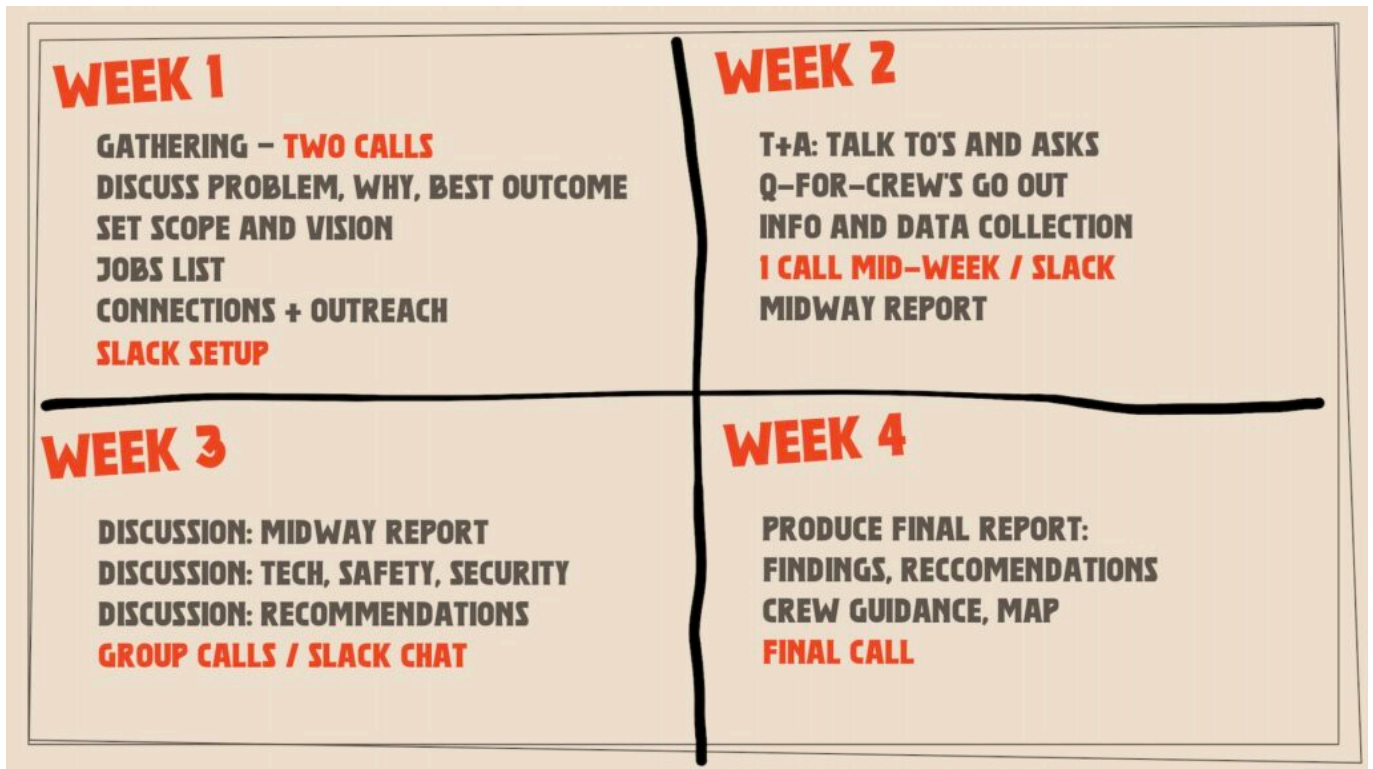 WEEK 1
GATHERING – TWO CALLS
DISCUSS PROBLEM, WHY, BEST OUTCOME
SET SCOPE AND VISION
JOBS LIST
CONNECTIONS + OUTREACH
SLACK SETUP
WEEK 2
T+A: TALK TO'S AND ASKS
Q-FOR-CREW'S GO OUT
INFO AND DATA COLLECTION
1 CALL MID-WEEK / SLACK
MIDWAY REPORT
WEEK 3
DISCUSSION: MIDWAY REPORT
DISCUSSION: TECH, SAFETY, SECURITY
DISCUSSION: RECOMMENDATIONS
GROUP CALLS / SLACK CHAT
WEEK 4
PRODUCE FINAL REPORT:
FINDINGS, RECCOMENDATIONS
CREW GUIDANCE, MAP
FINAL CALL